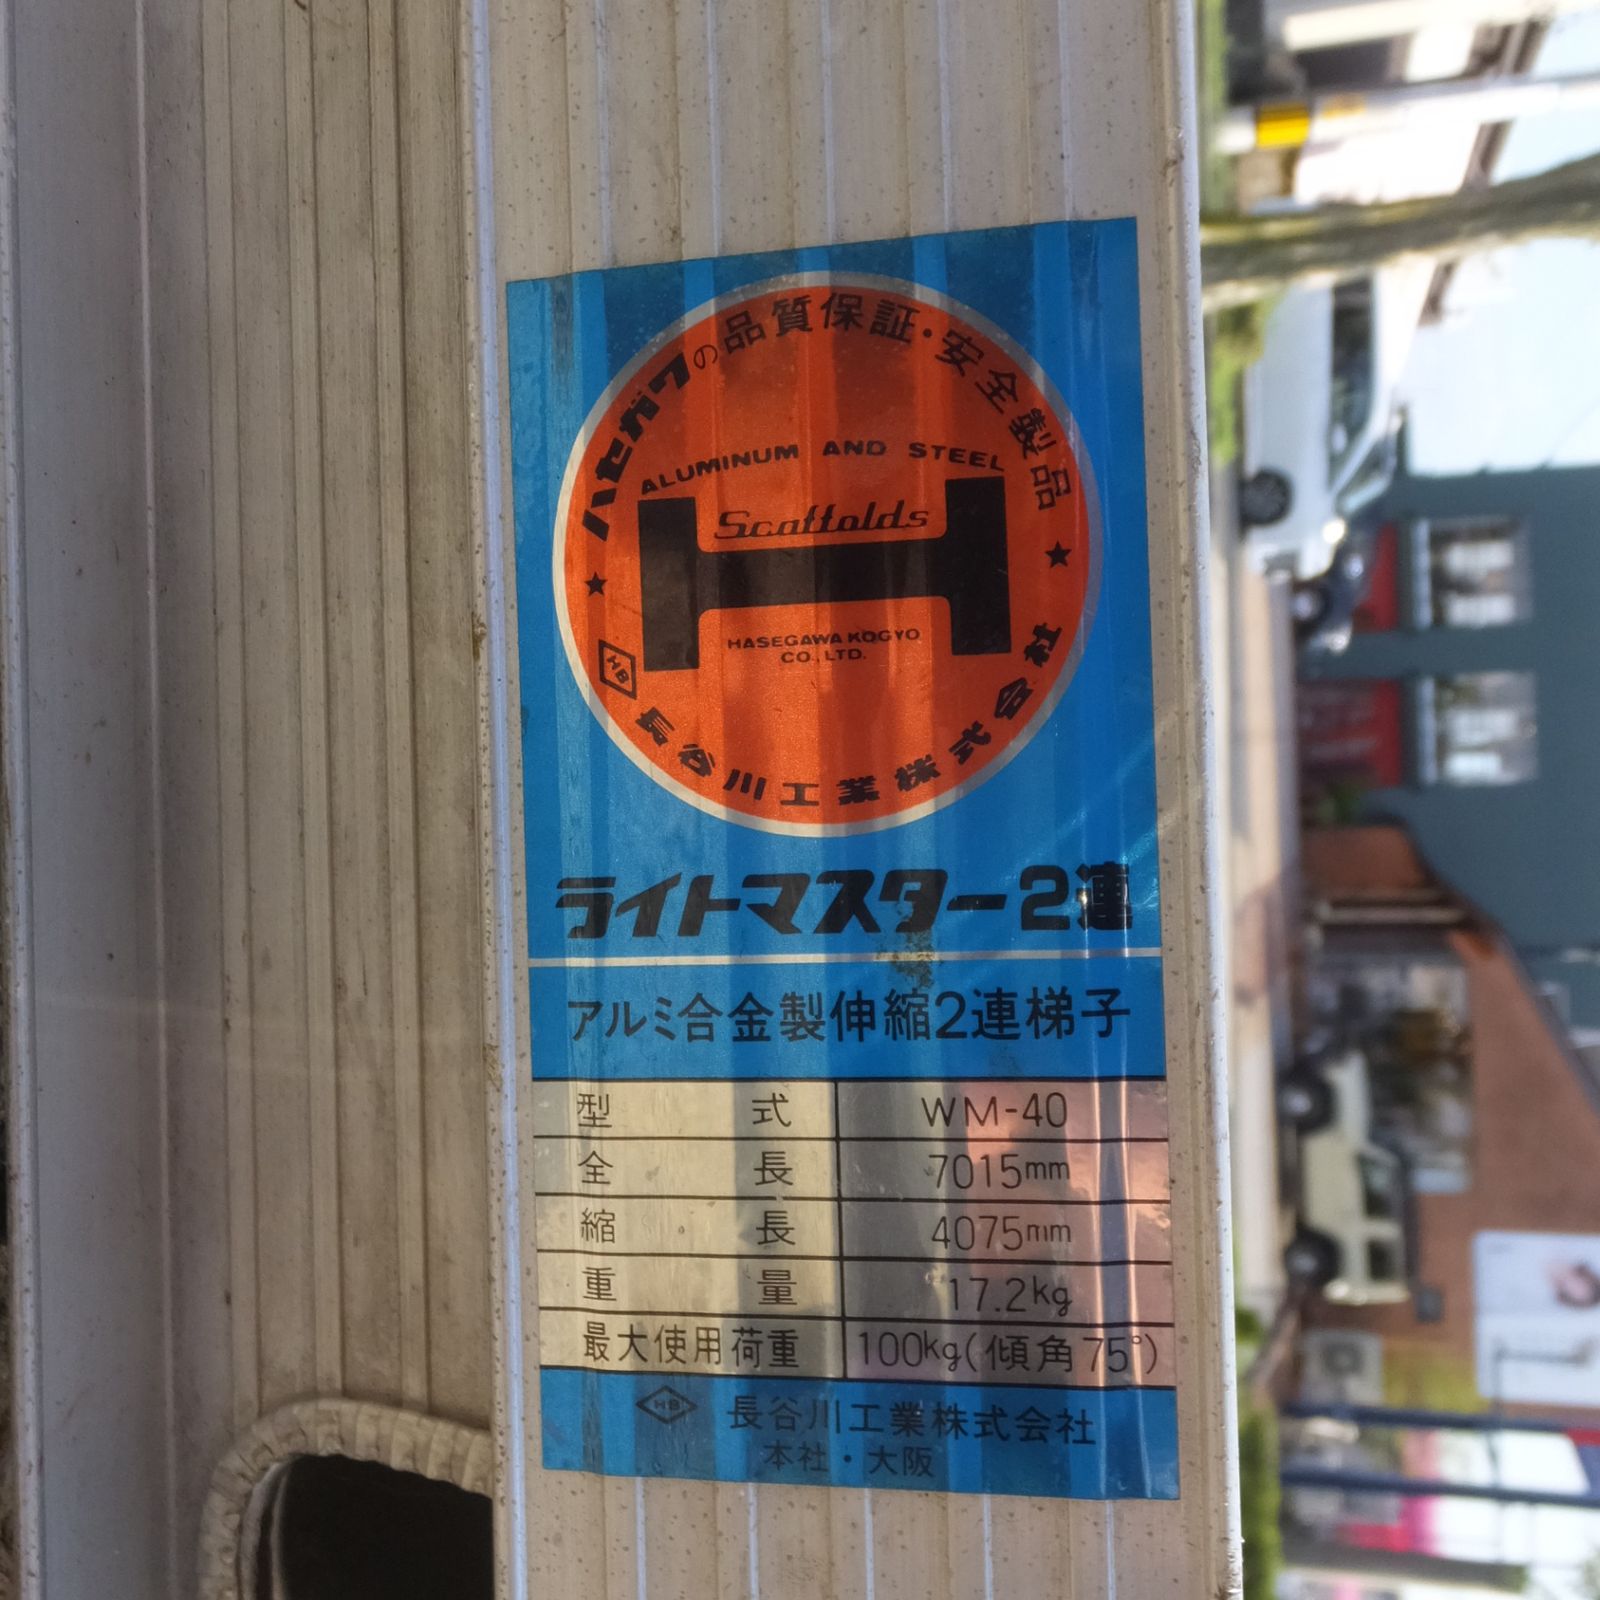 ハセガワの品質保証・安全製品
ALUMINUM AND STEEL
Scaffolds
H
HASEGAWA KOGYO
CO., LTD.
★ ★
HB 長谷川工業株式会社
ライトマスター2連
アルミ合金製伸縮2連梯子
型 式 WM-40
全 長 7015mm
縮 長 4075mm
重 量 17.2kg
最大使用荷重 100kg(傾角75°)
HB 長谷川工業株式会社
本社・大阪